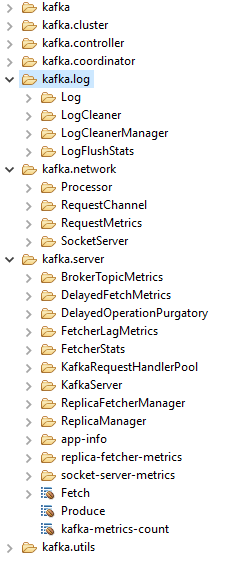 kafka
kafka.cluster
kafka.controller
kafka.coordinator
kafka.log
Log
LogCleaner
LogCleanerManager
LogFlushStats
kafka.network
Processor
RequestChannel
RequestMetrics
SocketServer
kafka.server
BrokerTopicMetrics
DelayedFetchMetrics
DelayedOperationPurgatory
FetcherLagMetrics
FetcherStats
KafkaRequestHandlerPool
KafkaServer
ReplicaFetcherManager
ReplicaManager
app-info
replica-fetcher-metrics
socket-server-metrics
Fetch
Produce
kafka-metrics-count
kafka.utils